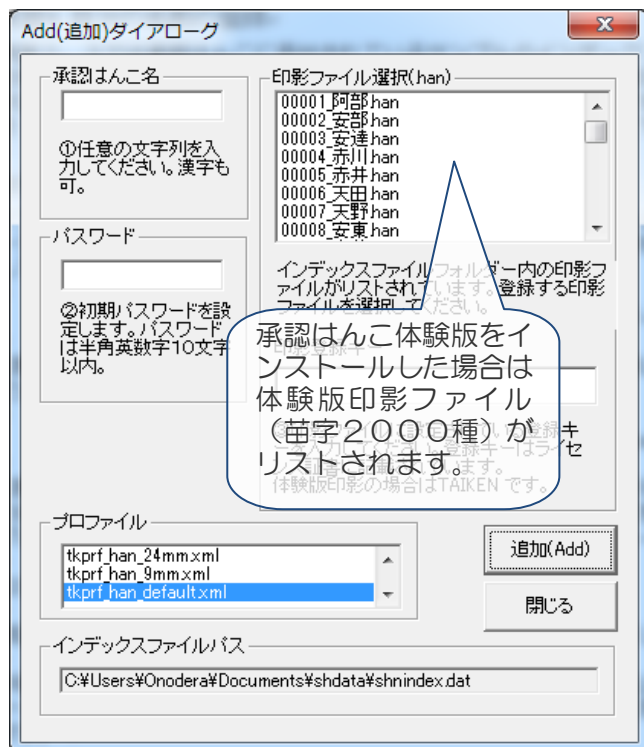 Add(追加)ダイアローグ
承認はんこ名
①任意の文字列を入
力してください。漢字も
可。
パスワード
②初期パスワードを設
定します。パスワード
は半角英数字10文字
以内。
印影ファイル選択(han)
00001_阿部.han
00002_安部.han
00003_安達.han
00004_赤川.han
00005_赤井.han
00006_天田.han
00007_天野.han
00008_安東.han
インデックスファイルフォルダー内の印影フ
ァイルがリストされています。登録する印影
ファイルを選択してください。
承認はんこ体験版をイ
ンストールした場合は
体験版印影ファイル
(苗字2000種)が
リストされます。
印影登録キー
体験版印影の場合はTAIKEN です。
プロファイル
tkprf_han_24mm.xml
tkprf_han_9mm.xml
tkprf_han_default.xml
追加(Add)
閉じる
インデックスファイルパス
C:¥Users¥Onodera¥Documents¥shdata¥shnindex.dat